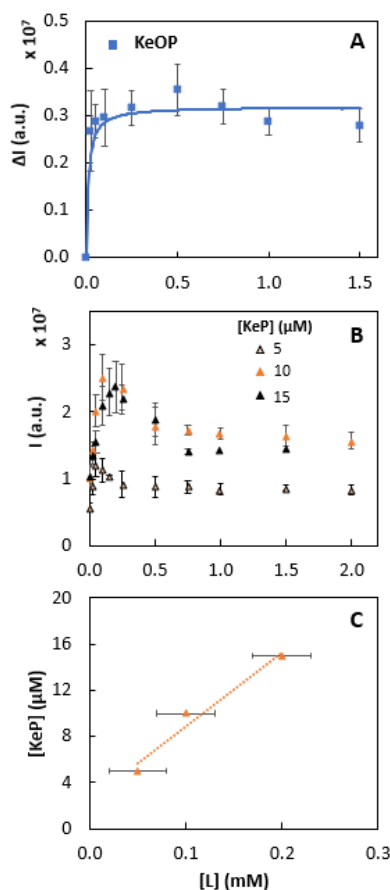 x 10⁷
0.5
KeOP
A
0.4
0.3
ΔI (a.u.)
0.2
0.1
0.0
0.0 0.5 1.0 1.5
x 10⁷
[KeP] (µM)
B
3
5
10
15
2
I (a.u.)
1
0
0.0 0.5 1.0 1.5 2.0
20
C
16
12
[KeP] (µM)
8
4
0
0.0 0.1 0.2 0.3
[L] (mM)